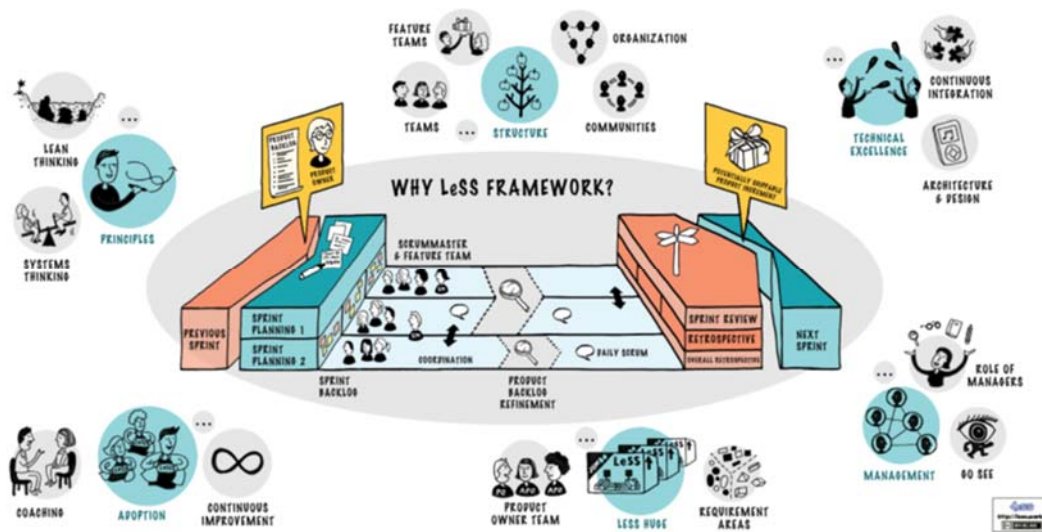 FEATURE
TEAMS
ORGANIZATION
TEAMS
...
STRUCTURE
COMMUNITIES
...
CONTINUOUS
INTEGRATION
TECHNICAL
EXCELLENCE
ARCHITECTURE
& DESIGN
LEAN
THINKING
...
SYSTEMS
THINKING
PRINCIPLES
PRODUCT
BACKLOG
PRODUCT
OWNER
WHY LeSS FRAMEWORK?
POTENTIALLY SHIPPABLE
PRODUCT INCREMENT
SCRUMMASTER
& FEATURE TEAM
PREVIOUS
SPRINT
SPRINT
PLANNING 1
SPRINT
PLANNING 2
COORDINATION
DAILY SCRUM
SPRINT REVIEW
RETROSPECTIVE
OVERALL RETROSPECTIVE
NEXT
SPRINT
SPRINT
BACKLOG
PRODUCT
BACKLOG
REFINEMENT
ROLE OF
MANAGERS
...
MANAGEMENT
GO SEE
COACHING
ADOPTION
...
CONTINUOUS
IMPROVEMENT
PO APO APO
PRODUCT
OWNER TEAM
...
LeSS
LESS HUGE
REQUIREMENT
AREAS